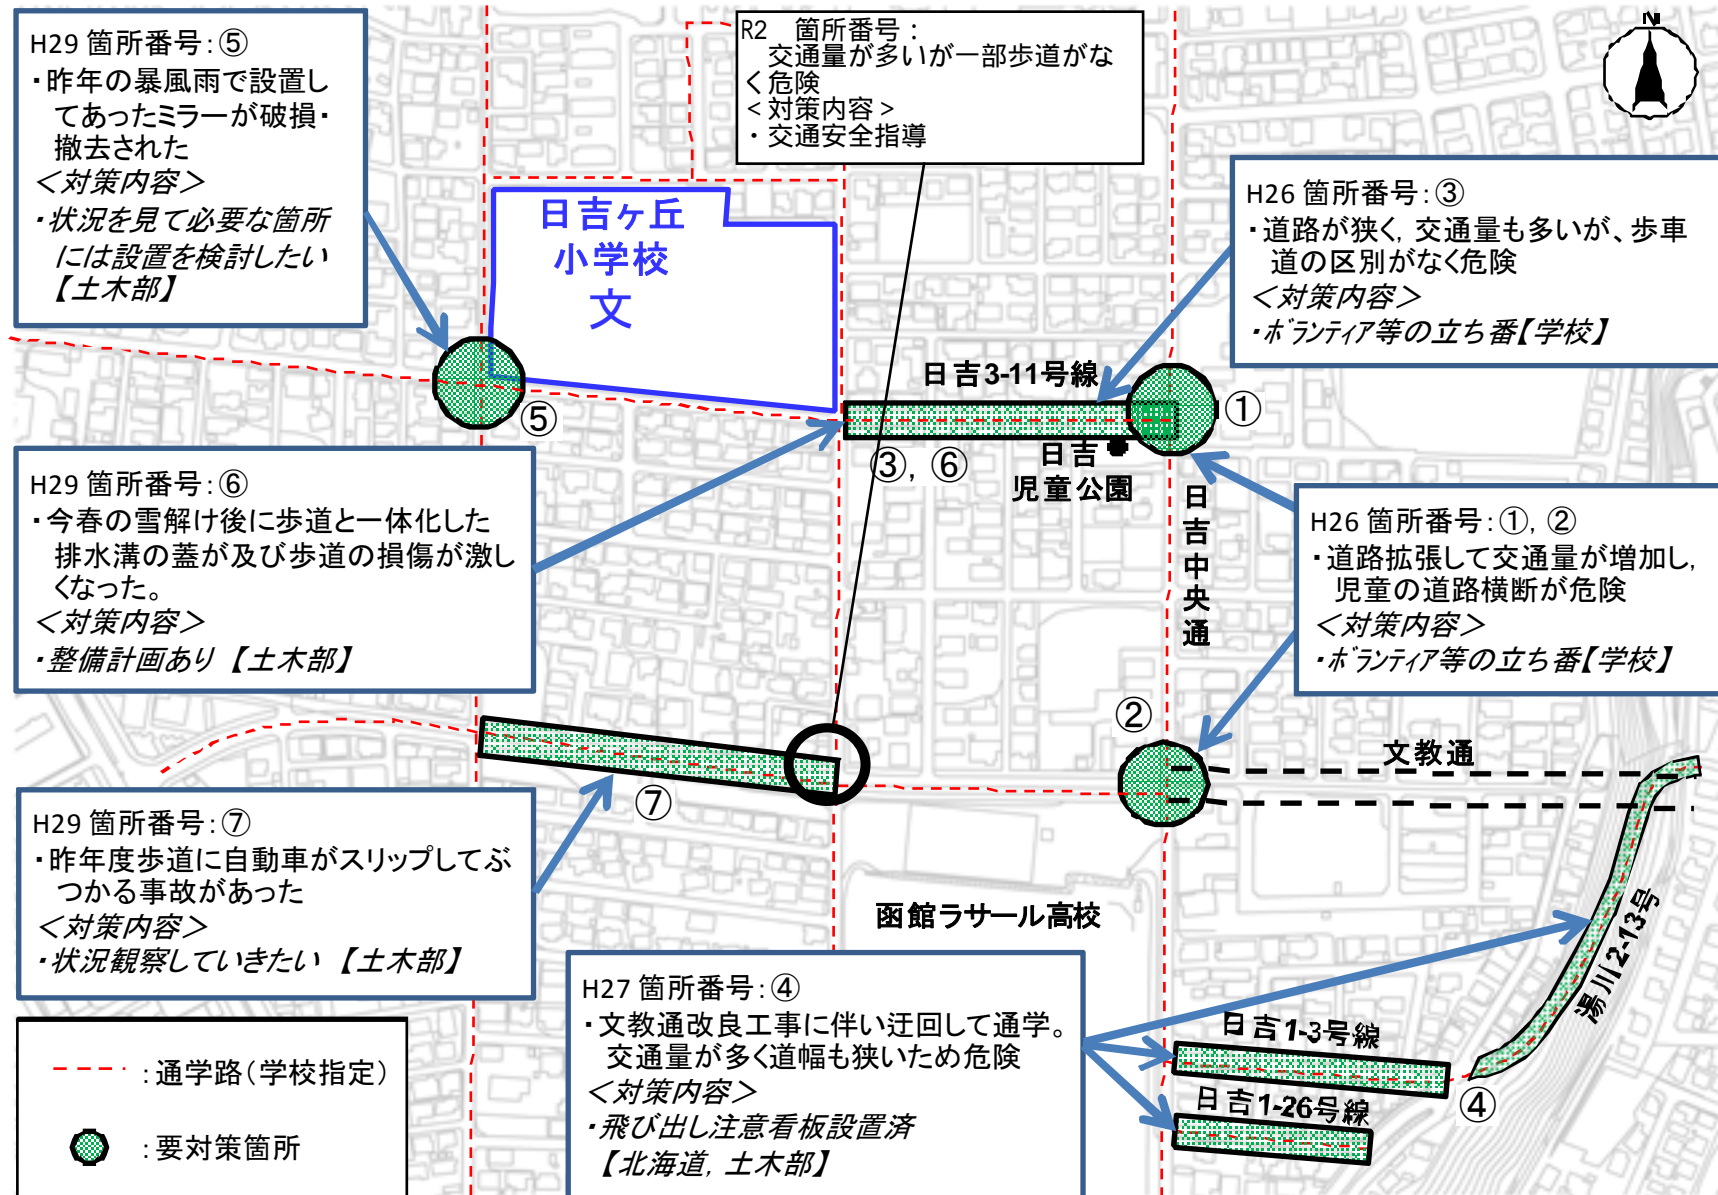 H29 箇所番号：⑤
・昨年の暴風雨で設置し
てあったミラーが破損・
撤去された
＜対策内容＞
・状況を見て必要な箇所
には設置を検討したい
【土木部】
R2　箇所番号：
交通量が多いが一部歩道がな
く危険
＜対策内容＞
・交通安全指導
N
H26 箇所番号：③
・道路が狭く，交通量も多いが、歩車
道の区別がなく危険
＜対策内容＞
・ボランティア等の立ち番【学校】
日吉ヶ丘
小学校
文
日吉3-11号線
①
⑤
③，⑥
日吉
児童公園
H29 箇所番号：⑥
・今春の雪解け後に歩道と一体化した
排水溝の蓋が及び歩道の損傷が激し
くなった。
＜対策内容＞
・整備計画あり 【土木部】
日吉中央通
H26 箇所番号：①，②
・道路拡張して交通量が増加し，
児童の道路横断が危険
＜対策内容＞
・ボランティア等の立ち番【学校】
②
文教通
⑦
H29 箇所番号：⑦
・昨年度歩道に自動車がスリップしてぶ
つかる事故があった
＜対策内容＞
・状況観察していきたい 【土木部】
函館ラサール高校
湯川2-13号
H27 箇所番号：④
・文教通改良工事に伴い迂回して通学。
交通量が多く道幅も狭いため危険
＜対策内容＞
・飛び出し注意看板設置済
【北海道，土木部】
日吉1-3号線
④
日吉1-26号線
：通学路（学校指定）
：要対策箇所